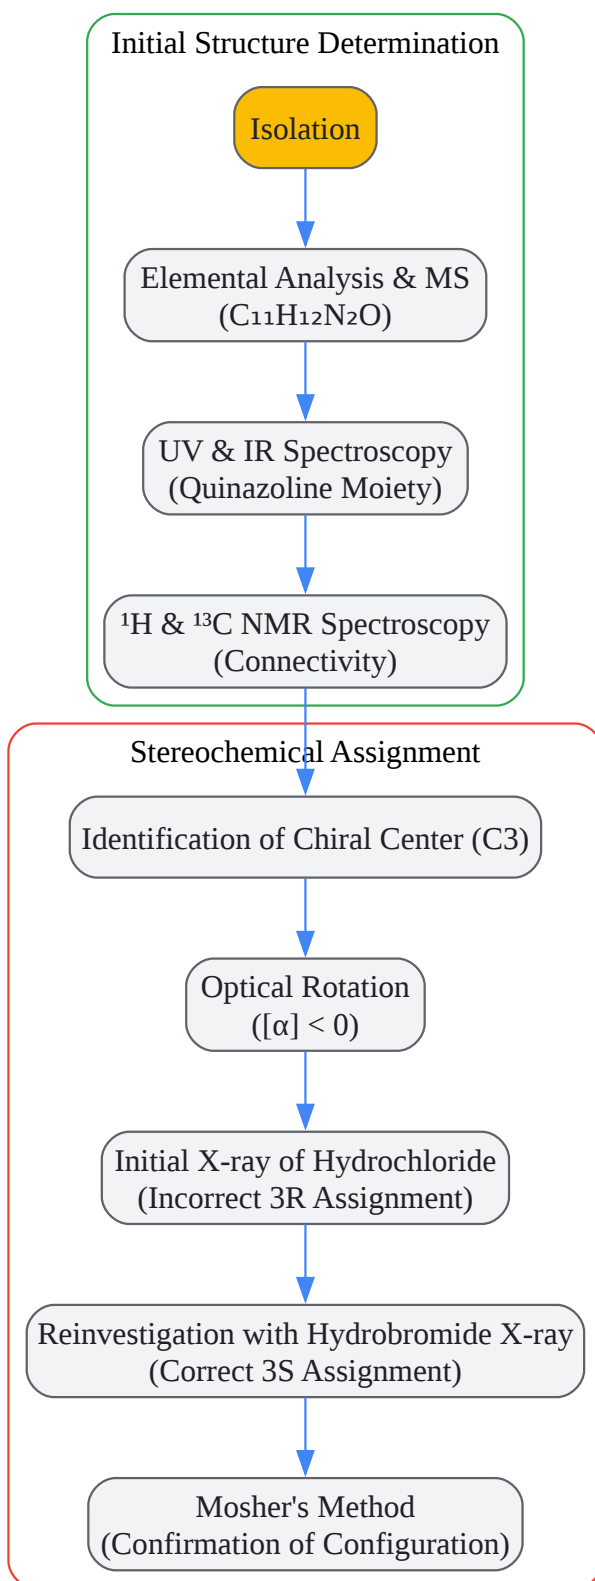 Initial Structure Determination
Isolation
Elemental Analysis & MS
(C₁₁H₁₂N₂O)
UV & IR Spectroscopy
(Quinazoline Moiety)
¹H & ¹³C NMR Spectroscopy
(Connectivity)
Stereochemical Assignment
Identification of Chiral Center (C3)
Optical Rotation
([α] < 0)
Initial X-ray of Hydrochloride
(Incorrect 3R Assignment)
Reinvestigation with Hydrobromide X-ray
(Correct 3S Assignment)
Mosher's Method
(Confirmation of Configuration)